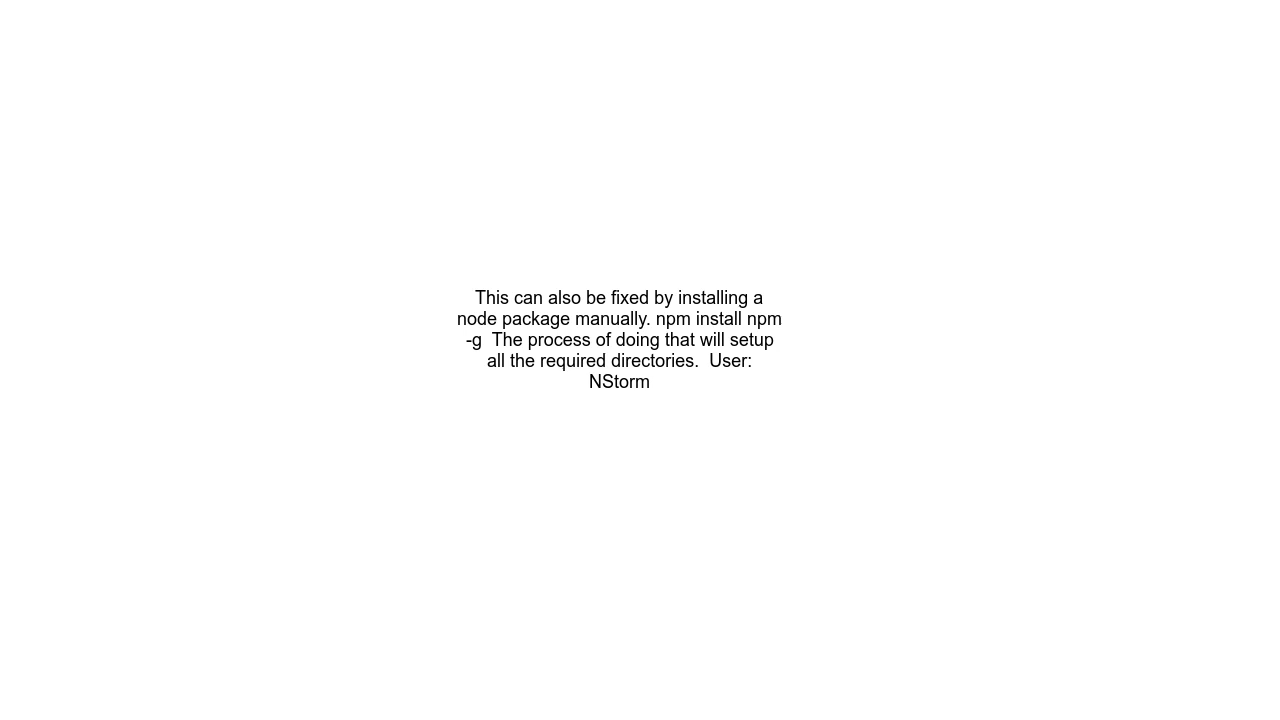 This can also be fixed by installing a
node package manually. npm install npm
-g  The process of doing that will setup
all the required directories.  User:
NStorm